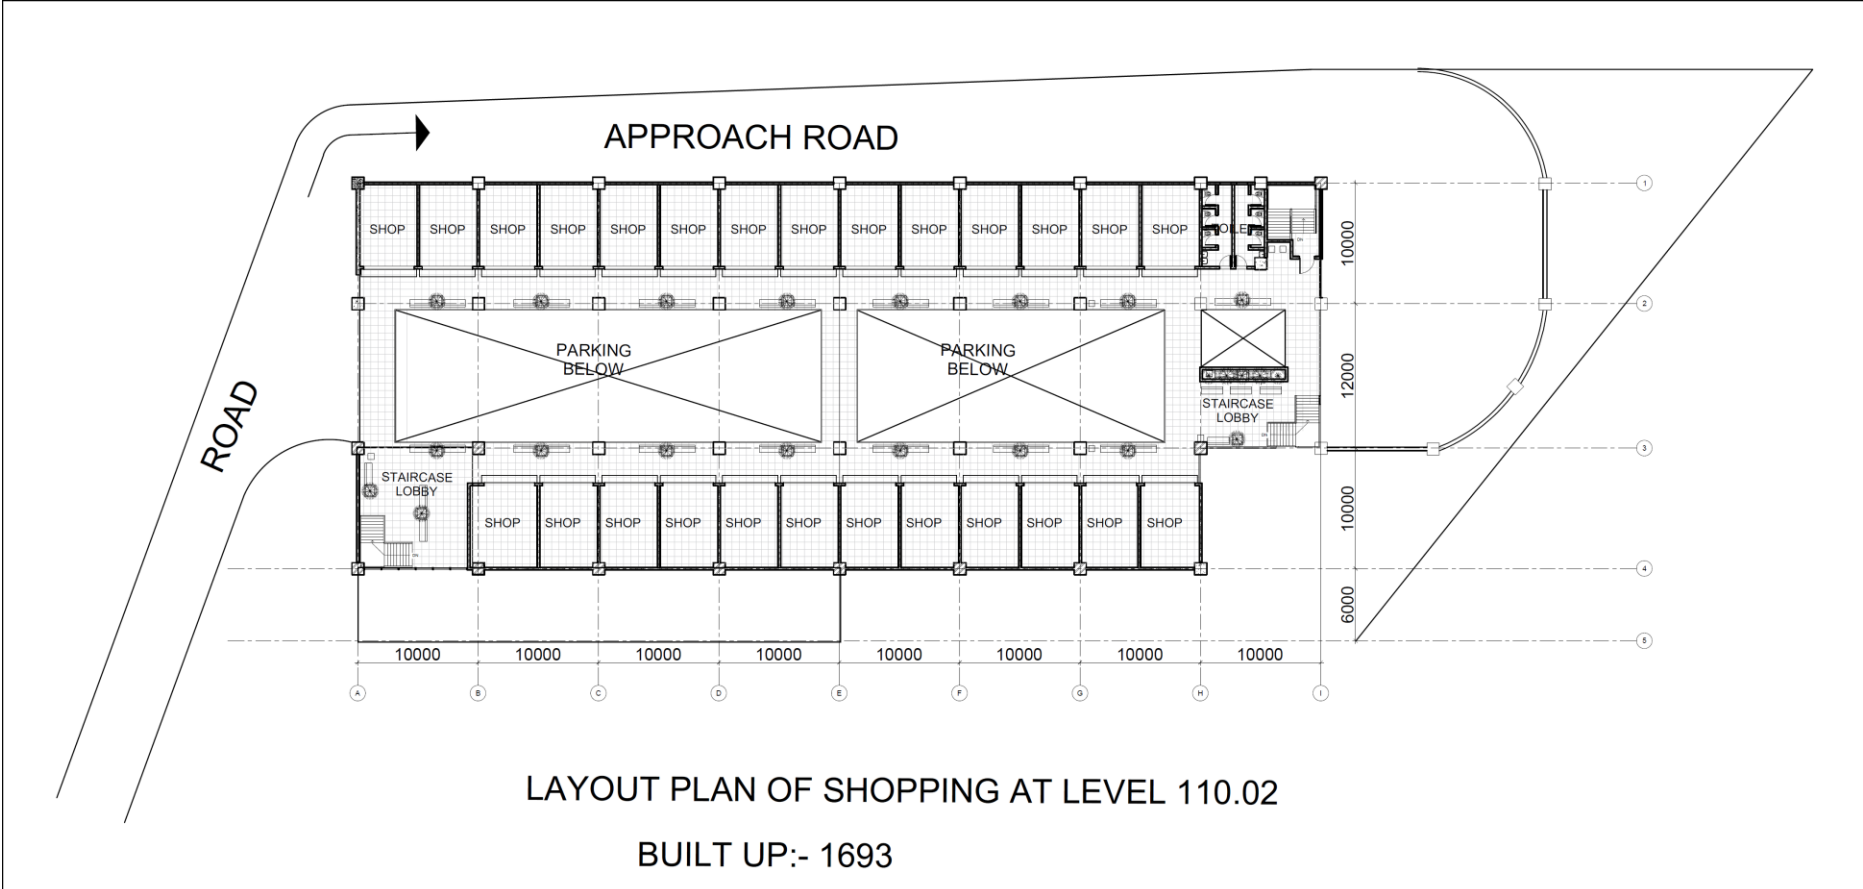 APPROACH ROAD
1
SHOP SHOP SHOP SHOP SHOP SHOP SHOP SHOP SHOP SHOP SHOP SHOP SHOP SHOP
10000
DN
2
PARKING
BELOW
PARKING
BELOW
12000
ROAD
STAIRCASE
LOBBY
3
STAIRCASE
LOBBY
SHOP SHOP SHOP SHOP SHOP SHOP SHOP SHOP SHOP SHOP SHOP SHOP
10000
DN
4
6000
5
10000 10000 10000 10000 10000 10000 10000 10000
A B C D E F G H I
LAYOUT PLAN OF SHOPPING AT LEVEL 110.02
BUILT UP:- 1693